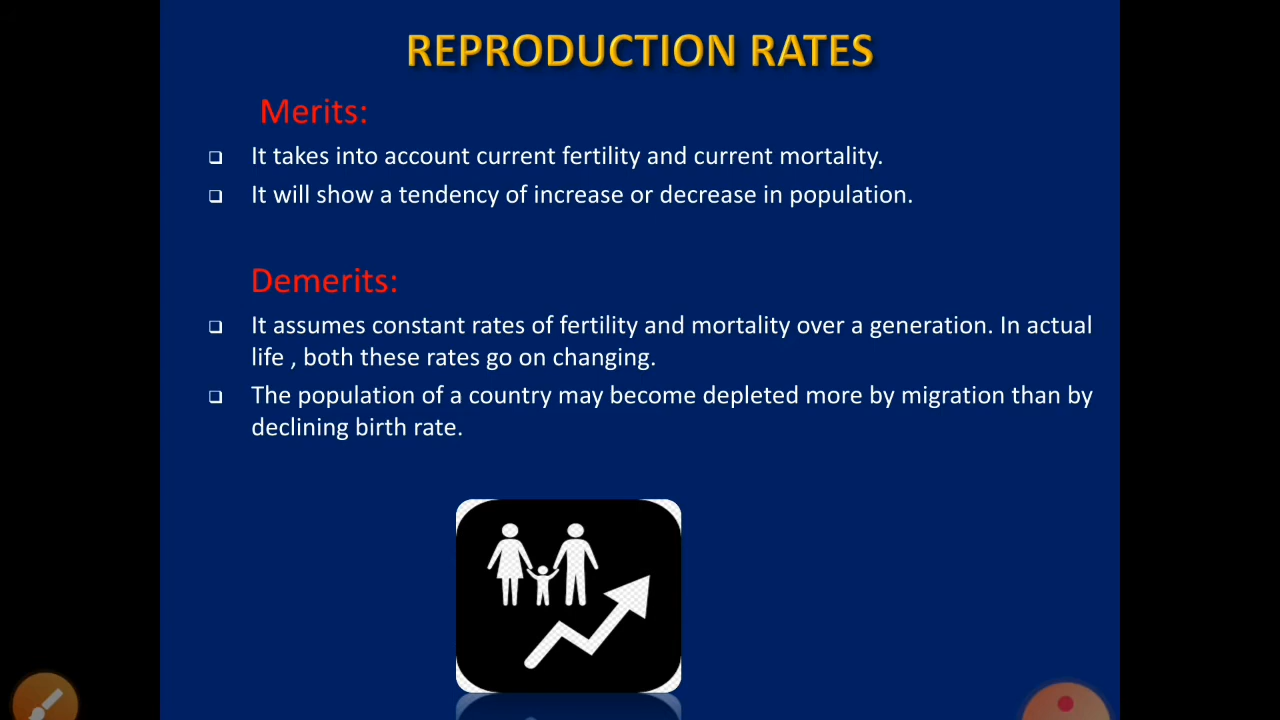 REPRODUCTION RATES
Merits:
It takes into account current fertility and current mortality.
It will show a tendency of increase or decrease in population.
Demerits:
It assumes constant rates of fertility and mortality over a generation. In actual
life , both these rates go on changing.
The population of a country may become depleted more by migration than by
declining birth rate.